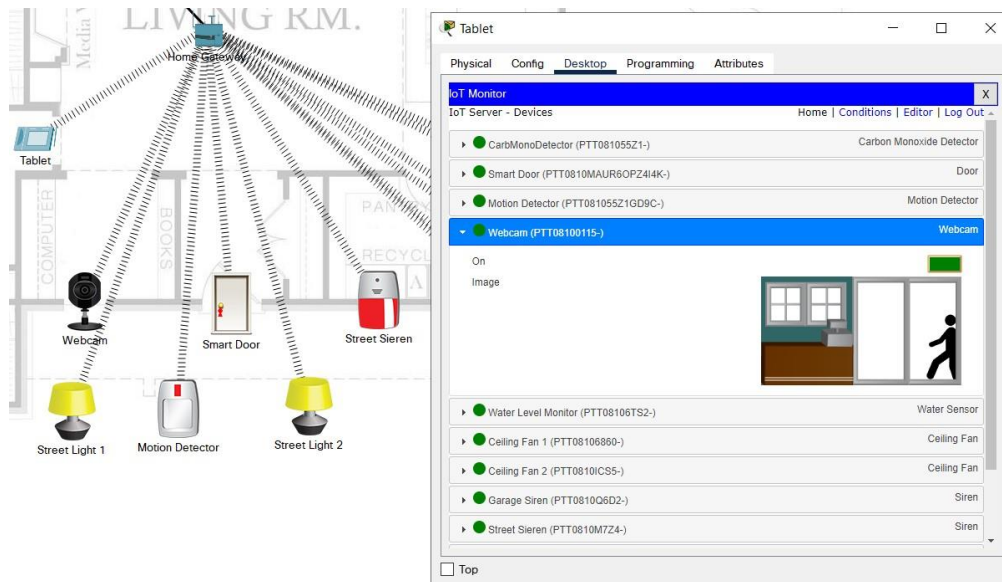 LIVING RM.
Media
Home Gateway
Tablet
COMPUTER
BOOKS
PANTRY
RECYCL
A
Webcam
Smart Door
Street Sieren
Street Light 1
Motion Detector
Street Light 2
Tablet
Physical Config Desktop Programming Attributes
IoT Monitor X
IoT Server - Devices Home | Conditions | Editor | Log Out
CarbMonoDetector (PTT081055Z1-) Carbon Monoxide Detector
Smart Door (PTT0810MAUR6OPZ4I4K-) Door
Motion Detector (PTT081055Z1GD9C-) Motion Detector
Webcam (PTT08100115-) Webcam
On
Image
Water Level Monitor (PTT08106TS2-) Water Sensor
Ceiling Fan 1 (PTT08106860-) Ceiling Fan
Ceiling Fan 2 (PTT0810ICS5-) Ceiling Fan
Garage Siren (PTT0810Q6D2-) Siren
Street Sieren (PTT0810M7Z4-) Siren
Top